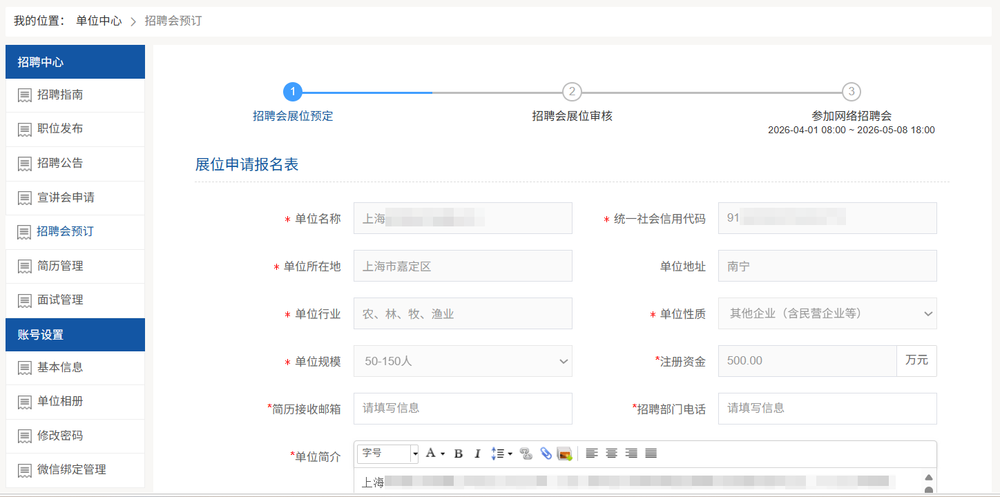 我的位置： 单位中心 > 招聘会预订
招聘中心
招聘指南
职位发布
招聘公告
宣讲会申请
招聘会预订
简历管理
面试管理
账号设置
基本信息
单位相册
修改密码
微信绑定管理
1
2
3
招聘会展位预定
招聘会展位审核
参加网络招聘会
2026-04-01 08:00 ~ 2026-05-08 18:00
展位申请报名表
* 单位名称 上海
* 统一社会信用代码 91
* 单位所在地 上海市嘉定区
单位地址 南宁
* 单位行业 农、林、牧、渔业
* 单位性质 其他企业（含民营企业等）
* 单位规模 50-150人
*注册资金 500.00 万元
*简历接收邮箱 请填写信息
*招聘部门电话 请填写信息
*单位简介
字号 A B I
上海